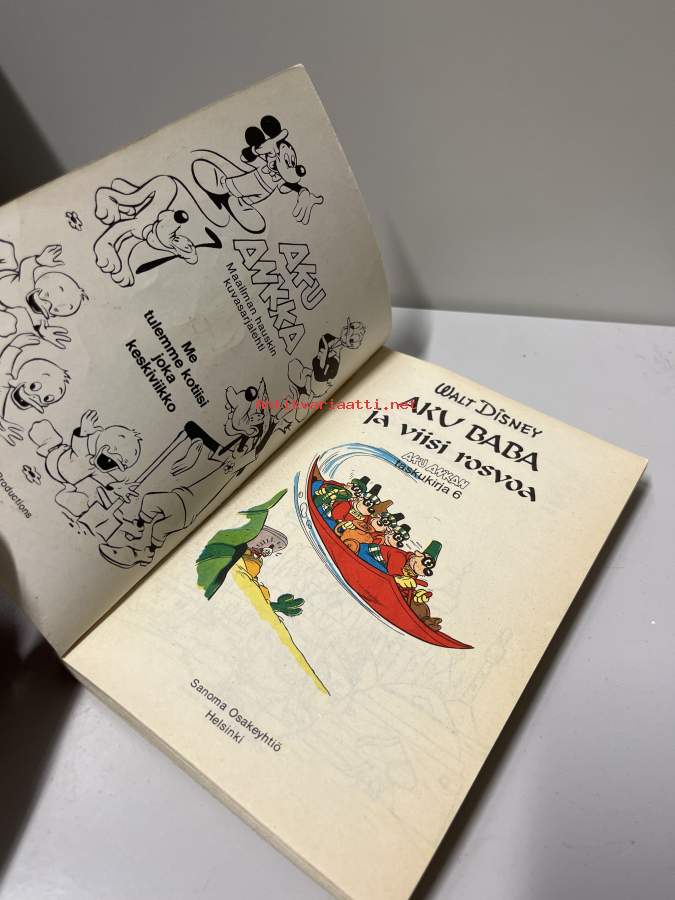 AKU
ANKKA
Maailman hauskin
kuvasarjalehti
Me
tulemme kotiisi
joka
keskiviikko
Productions
WALT DISNEY
AKU BABA
ja viisi rosvoa
AKU ANKAN
taskukirja 6
Sanoma Osakeyhtiö
Helsinki
Antikvariaatti.net